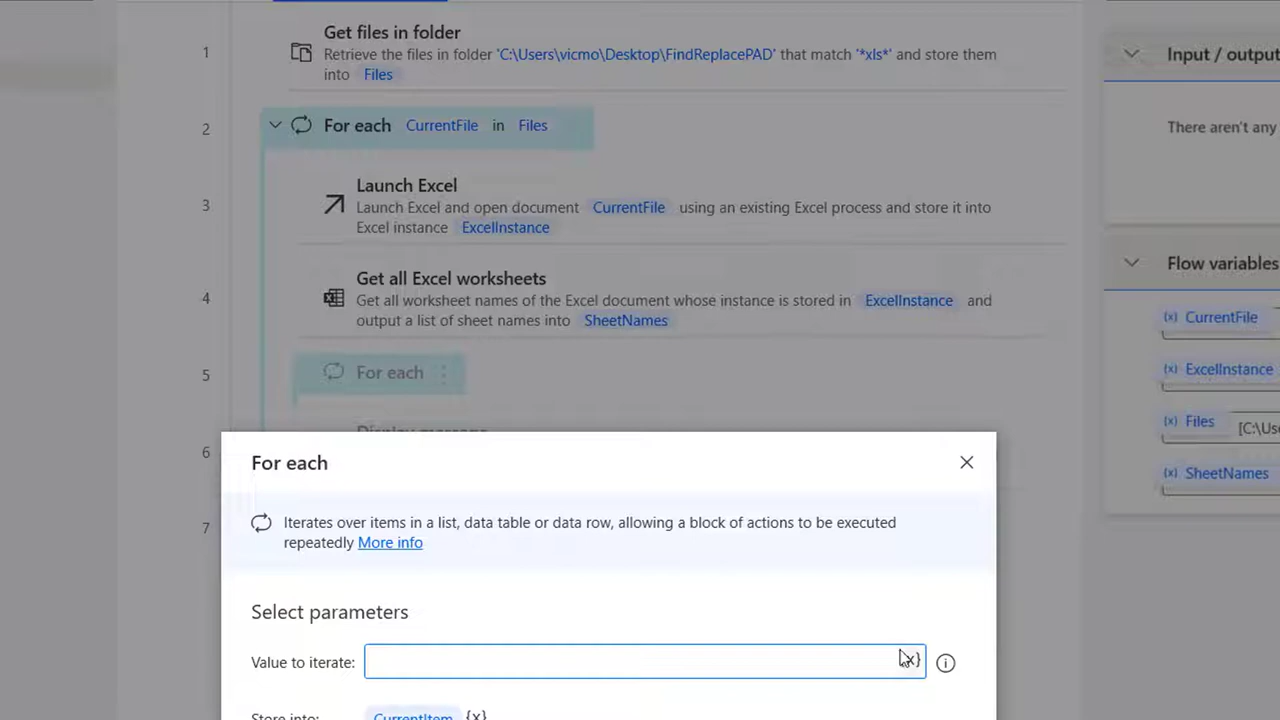 1
Get files in folder
Retrieve the files in folder 'C:\Users\vicmo\Desktop\FindReplacePAD' that match '*xls*' and store them
into Files
2
For each CurrentFile in Files
3
Launch Excel
Launch Excel and open document CurrentFile using an existing Excel process and store it into
Excel instance ExcelInstance
4
Get all Excel worksheets
Get all worksheet names of the Excel document whose instance is stored in ExcelInstance and
output a list of sheet names into SheetNames
5
For each
6
Display message
7
For each
Iterates over items in a list, data table or data row, allowing a block of actions to be executed
repeatedly More info
Select parameters
Value to iterate:
Store into: CurrentItem {x}
Input / output
There aren't any
Flow variables
(x) CurrentFile
(x) ExcelInstance
(x) Files [C:\Use
(x) SheetNames